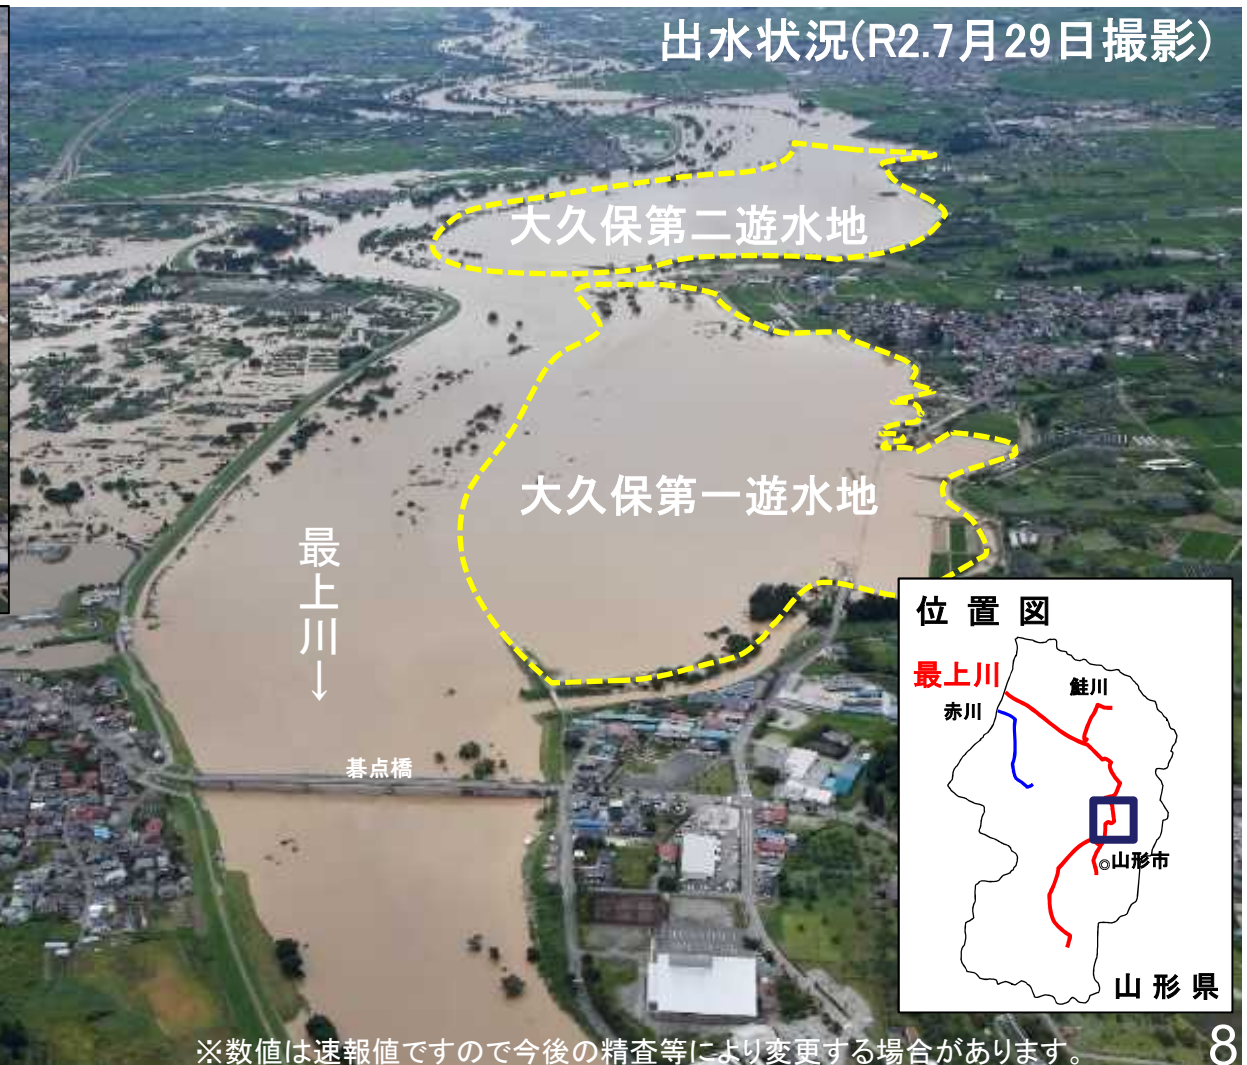 出水状況(R2.7月29日撮影)
大久保第二遊水地
大久保第一遊水地
最上川→
碁点橋
位置図
最上川
鮭川
赤川
◎山形市
山形県
※数値は速報値ですので今後の精査等により変更する場合があります。
8